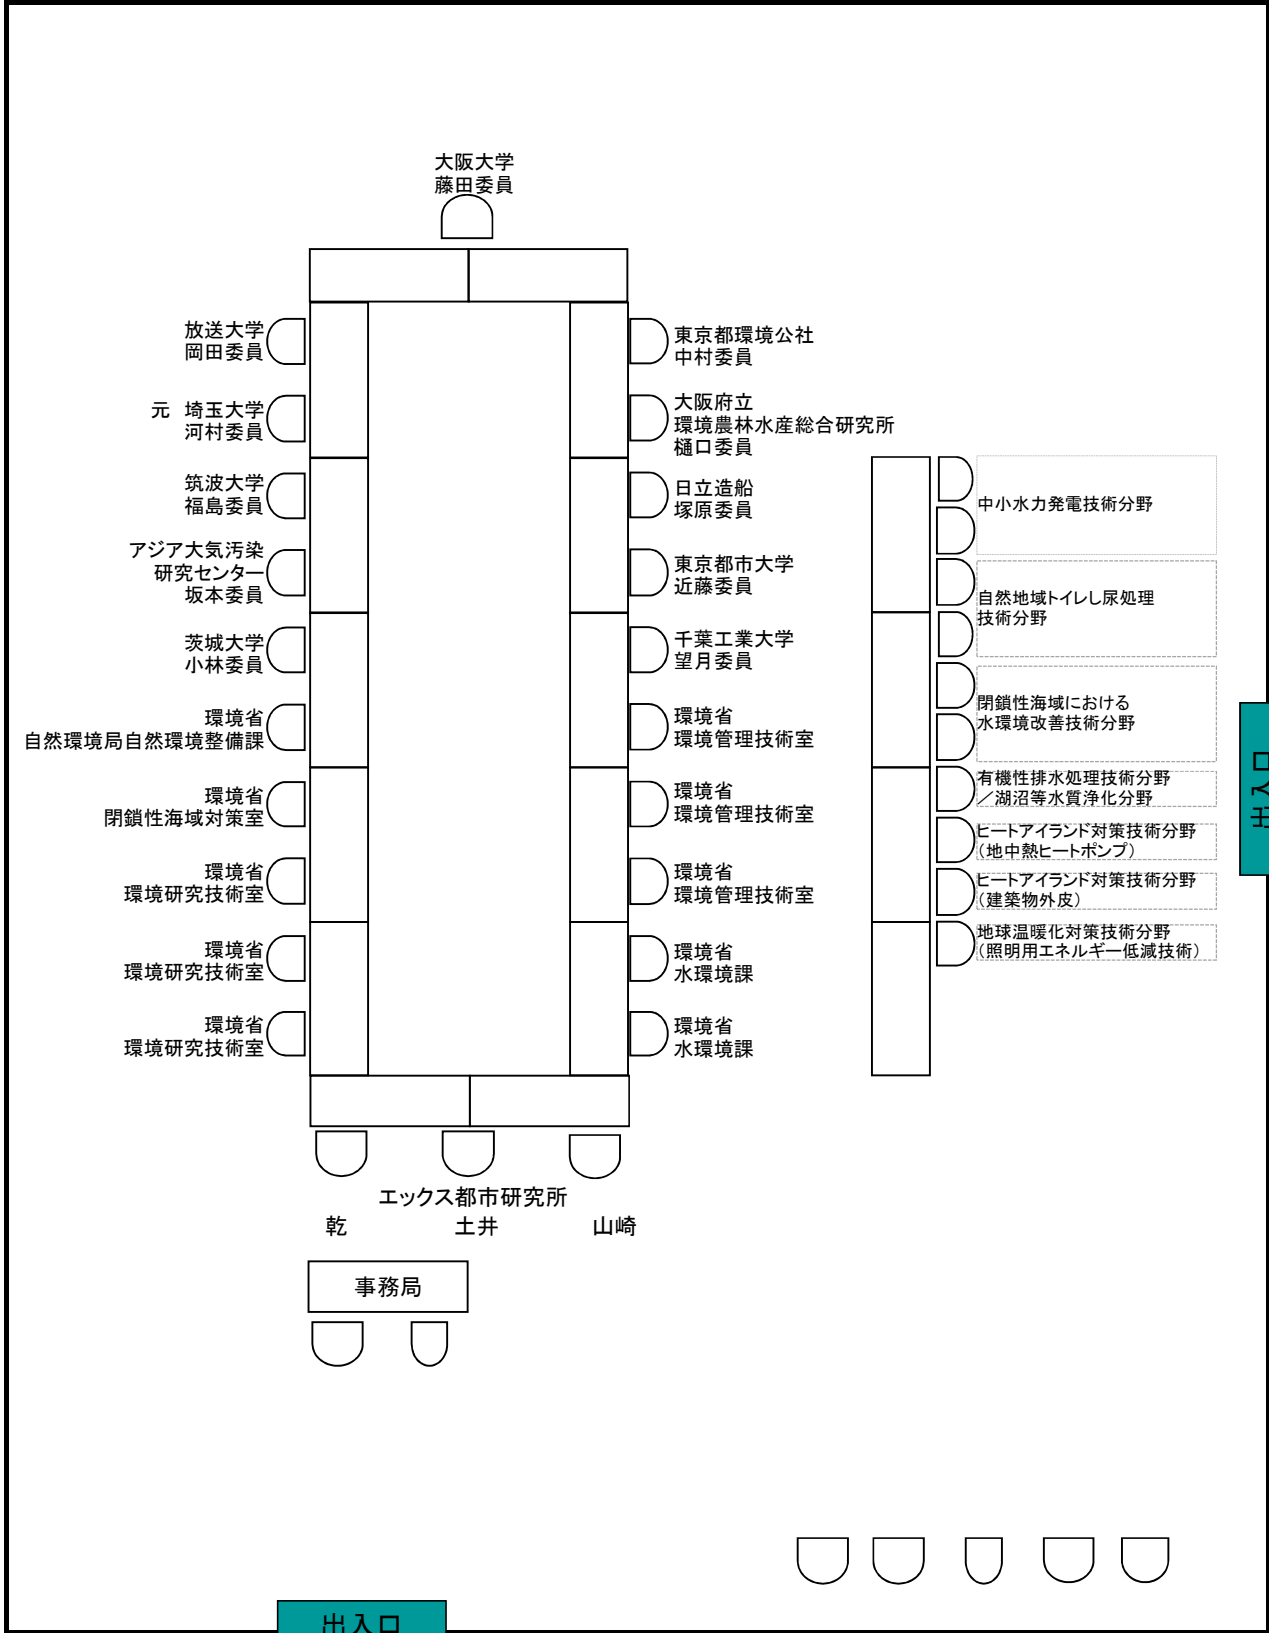 大阪大学
藤田委員
放送大学
岡田委員
元　埼玉大学
河村委員
筑波大学
福島委員
アジア大気汚染
研究センター
坂本委員
茨城大学
小林委員
環境省
自然環境局自然環境整備課
環境省
閉鎖性海域対策室
環境省
環境研究技術室
環境省
環境研究技術室
環境省
環境研究技術室
東京都環境公社
中村委員
大阪府立
環境農林水産総合研究所
樋口委員
日立造船
塚原委員
東京都市大学
近藤委員
千葉工業大学
望月委員
環境省
環境管理技術室
環境省
環境管理技術室
環境省
環境管理技術室
環境省
水環境課
環境省
水環境課
中小水力発電技術分野
自然地域トイレし尿処理
技術分野
閉鎖性海域における
水環境改善技術分野
有機性排水処理技術分野
／湖沼等水質浄化分野
ヒートアイランド対策技術分野
（地中熱ヒートポンプ）
ヒートアイランド対策技術分野
（建築物外皮）
地球温暖化対策技術分野
（照明用エネルギー低減技術）
出入口
エックス都市研究所
乾　土井　山崎
事務局
出入口